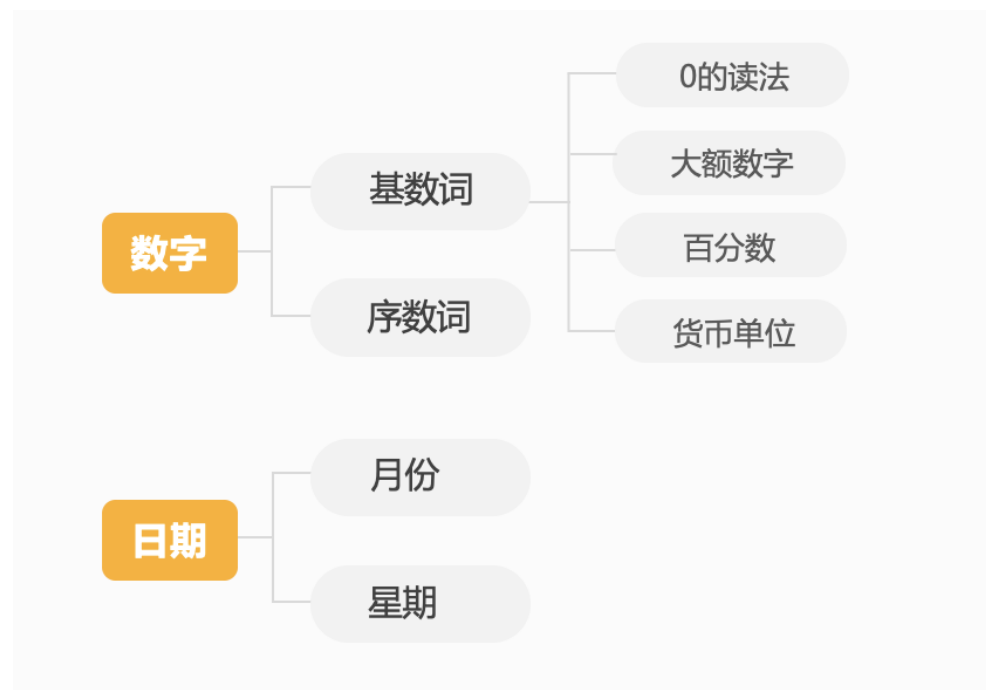 数字
基数词
0的读法
大额数字
百分数
货币单位
序数词
日期
月份
星期